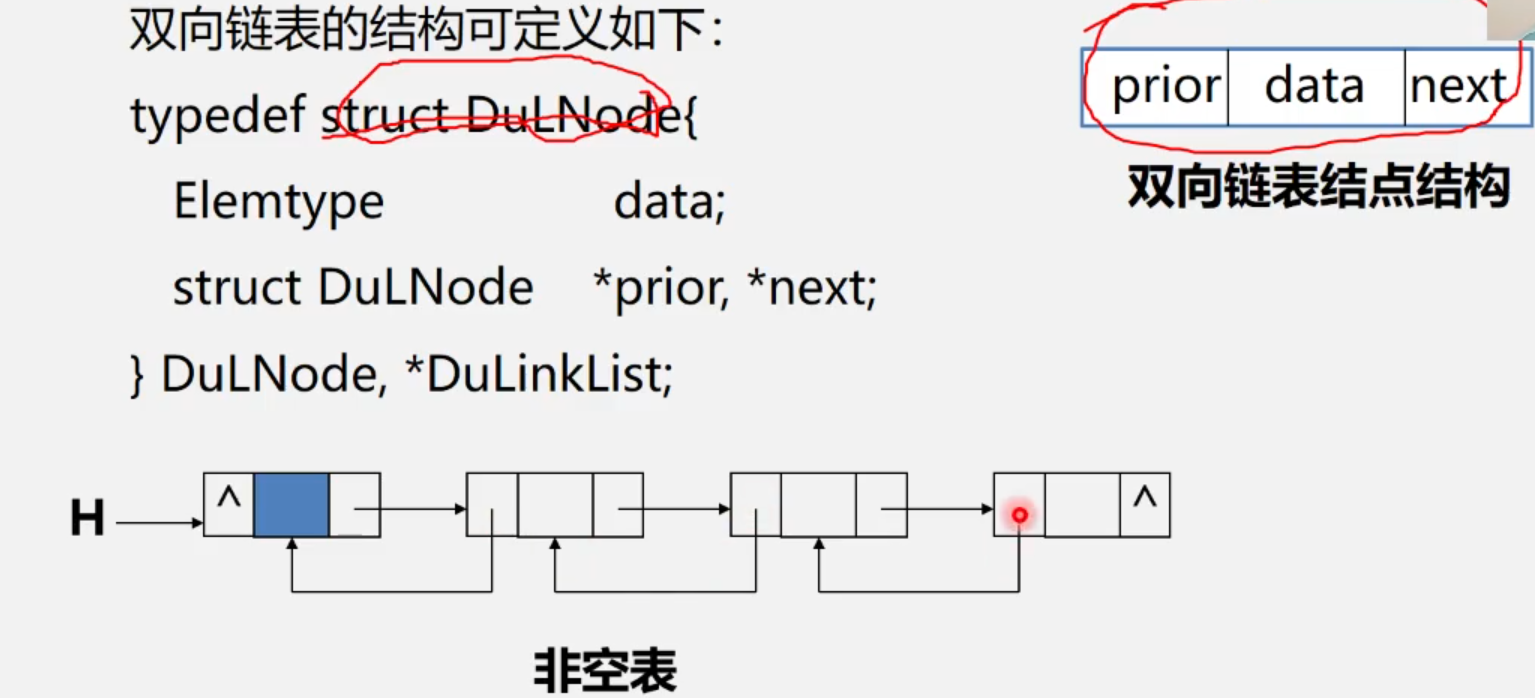 双向链表的结构可定义如下：
typedef struct DuLNode{
Elemtype data;
struct DuLNode *prior, *next;
} DuLNode, *DuLinkList;
prior data next
双向链表结点结构
H ^ ^
非空表